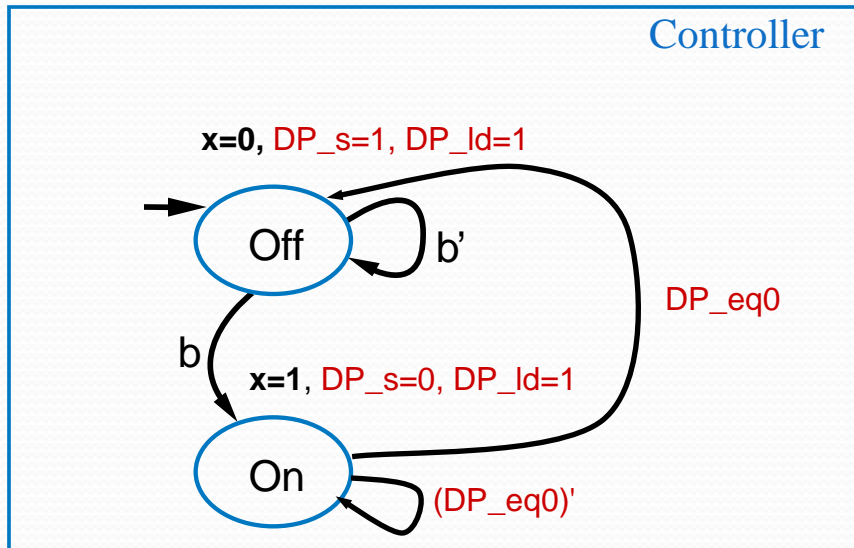 Controller
x=0, DP_s=1, DP_ld=1
Off
b’
DP_eq0
b
x=1, DP_s=0, DP_ld=1
On
(DP_eq0)'